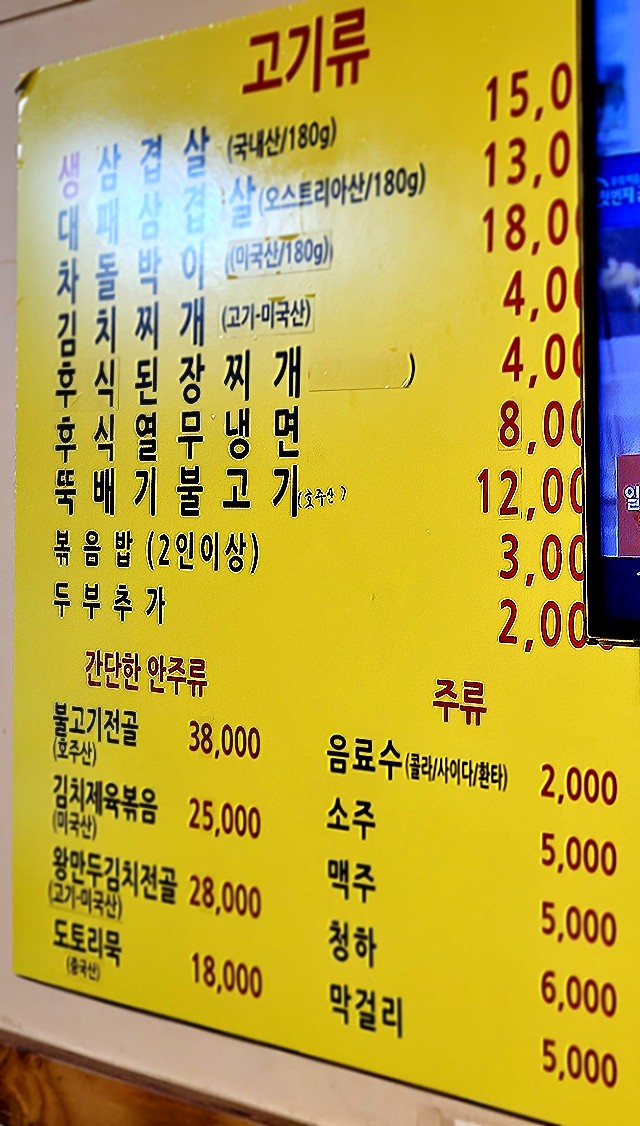 고기류
생삼겹살 (국내산/180g) 15,0
대패삼겹살 (오스트리아산/180g) 13,0
차돌박이 (미국산/180g) 18,0
김치찌개 (고기-미국산) 4,00
후식된장찌개 ) 4,00
후식열무냉면 8,00
뚝배기불고기 (호주산) 12,00
볶음밥 (2인이상) 3,00
두부추가 2,00
간단한 안주류
불고기전골 38,000
(호주산)
김치제육볶음 25,000
(미국산)
왕만두김치전골 28,000
(고기-미국산)
도토리묵 18,000
(중국산)
주류
음료수 (콜라/사이다/환타) 2,000
소주 5,000
맥주 5,000
청하 6,000
막걸리 5,000